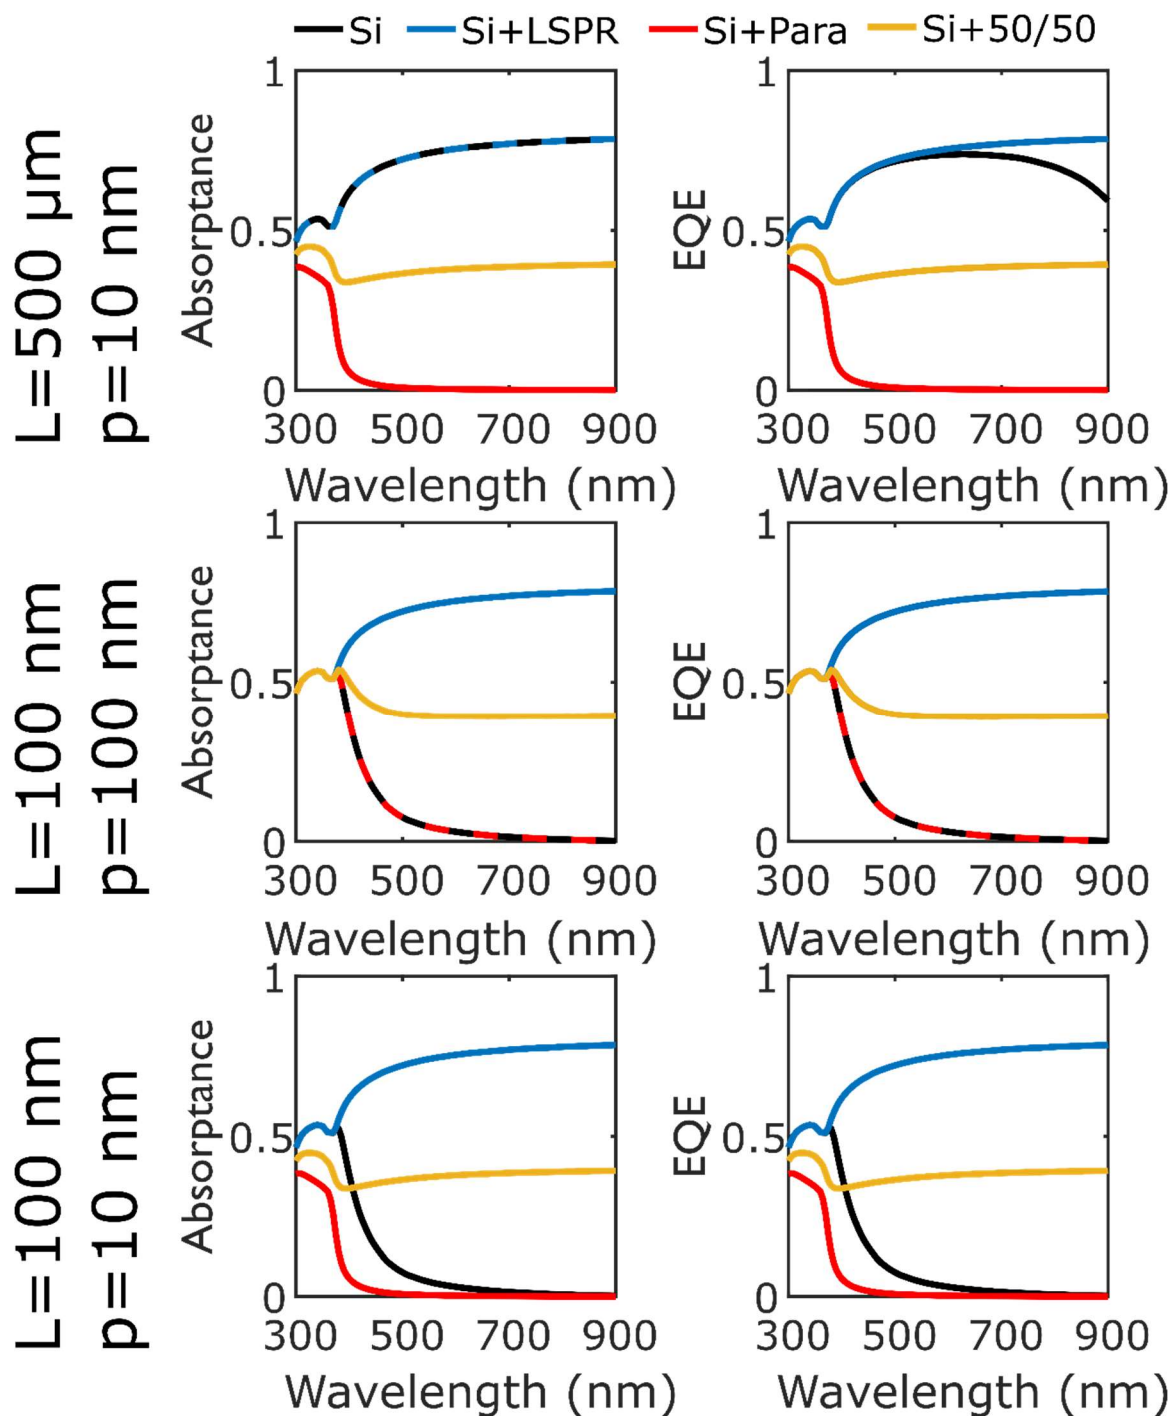 Si Si+LSPR Si+Para Si+50/50
L=500 μm
p=10 nm
1
0.5
0
Absorptance
300 500 700 900
Wavelength (nm)
1
0.5
0
EQE
300 500 700 900
Wavelength (nm)
L=100 nm
p=100 nm
1
0.5
0
Absorptance
300 500 700 900
Wavelength (nm)
1
0.5
0
EQE
300 500 700 900
Wavelength (nm)
L=100 nm
p=10 nm
1
0.5
0
Absorptance
300 500 700 900
Wavelength (nm)
1
0.5
0
EQE
300 500 700 900
Wavelength (nm)